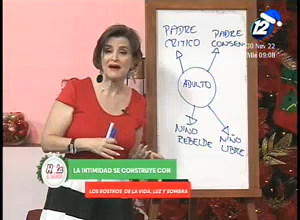 PADRE
CRITICO
PADRE
CONSEN
12
30 Nov 22
Mié 09:08
ADULTO
NIÑO
REBELDE
NIÑO
LIBRE
LA INTIMIDAD SE CONSTRUYE CON
LOS ROSTROS DE LA VIDA, LUZ Y SOMBRA